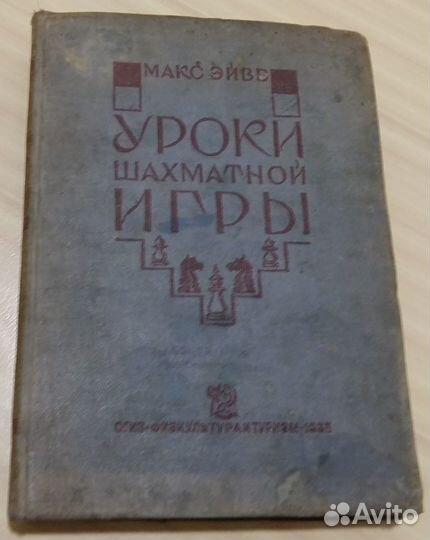 МАКС ЭЙВЕ
УРОКИ
ШАХМАТНОЙ
ИГРЫ
ОГИЗ-ФИЗКУЛЬТУРА И ТУРИЗМ-1935
Avito